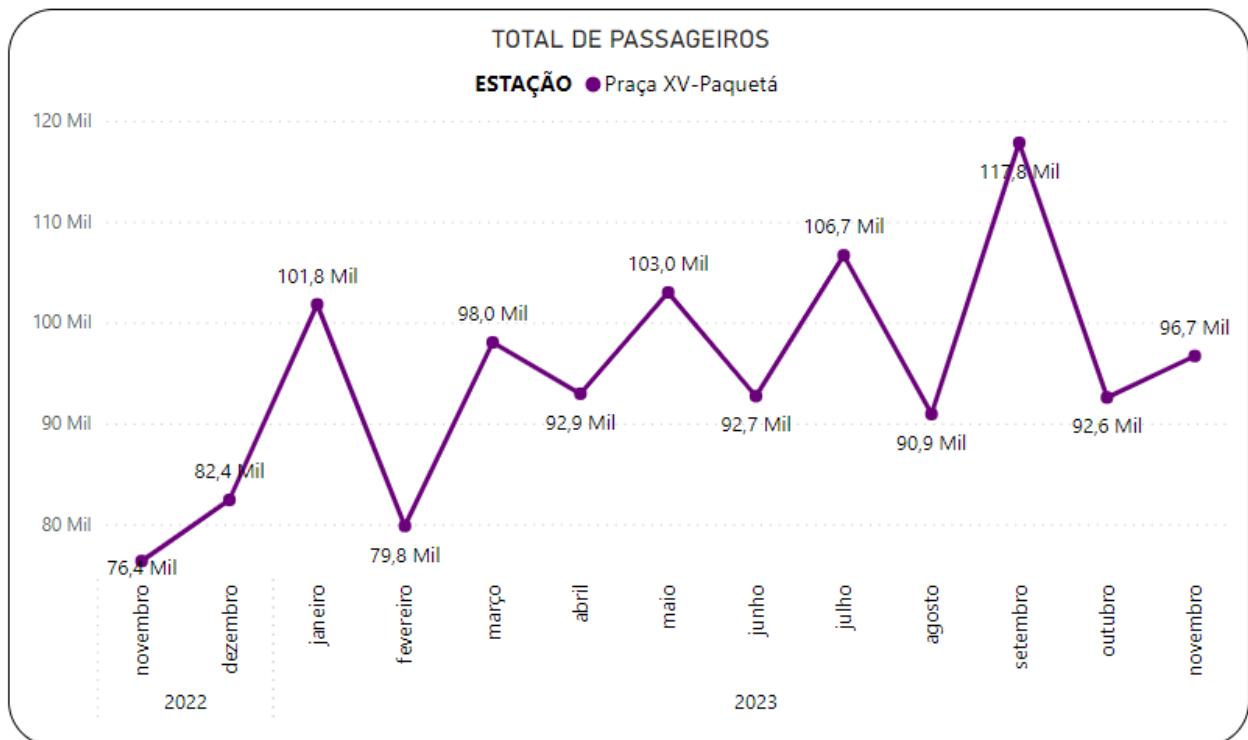 TOTAL DE PASSAGEIROS
ESTAÇÃO Praça XV-Paquetá
120 Mil
117,8 Mil
110 Mil
106,7 Mil
103,0 Mil
101,8 Mil
100 Mil
98,0 Mil
96,7 Mil
92,9 Mil
92,7 Mil
92,6 Mil
90 Mil
90,9 Mil
82,4 Mil
80 Mil
79,8 Mil
76,4 Mil
novembro
dezembro
janeiro
fevereiro
março
abril
maio
junho
julho
agosto
setembro
outubro
novembro
2022
2023